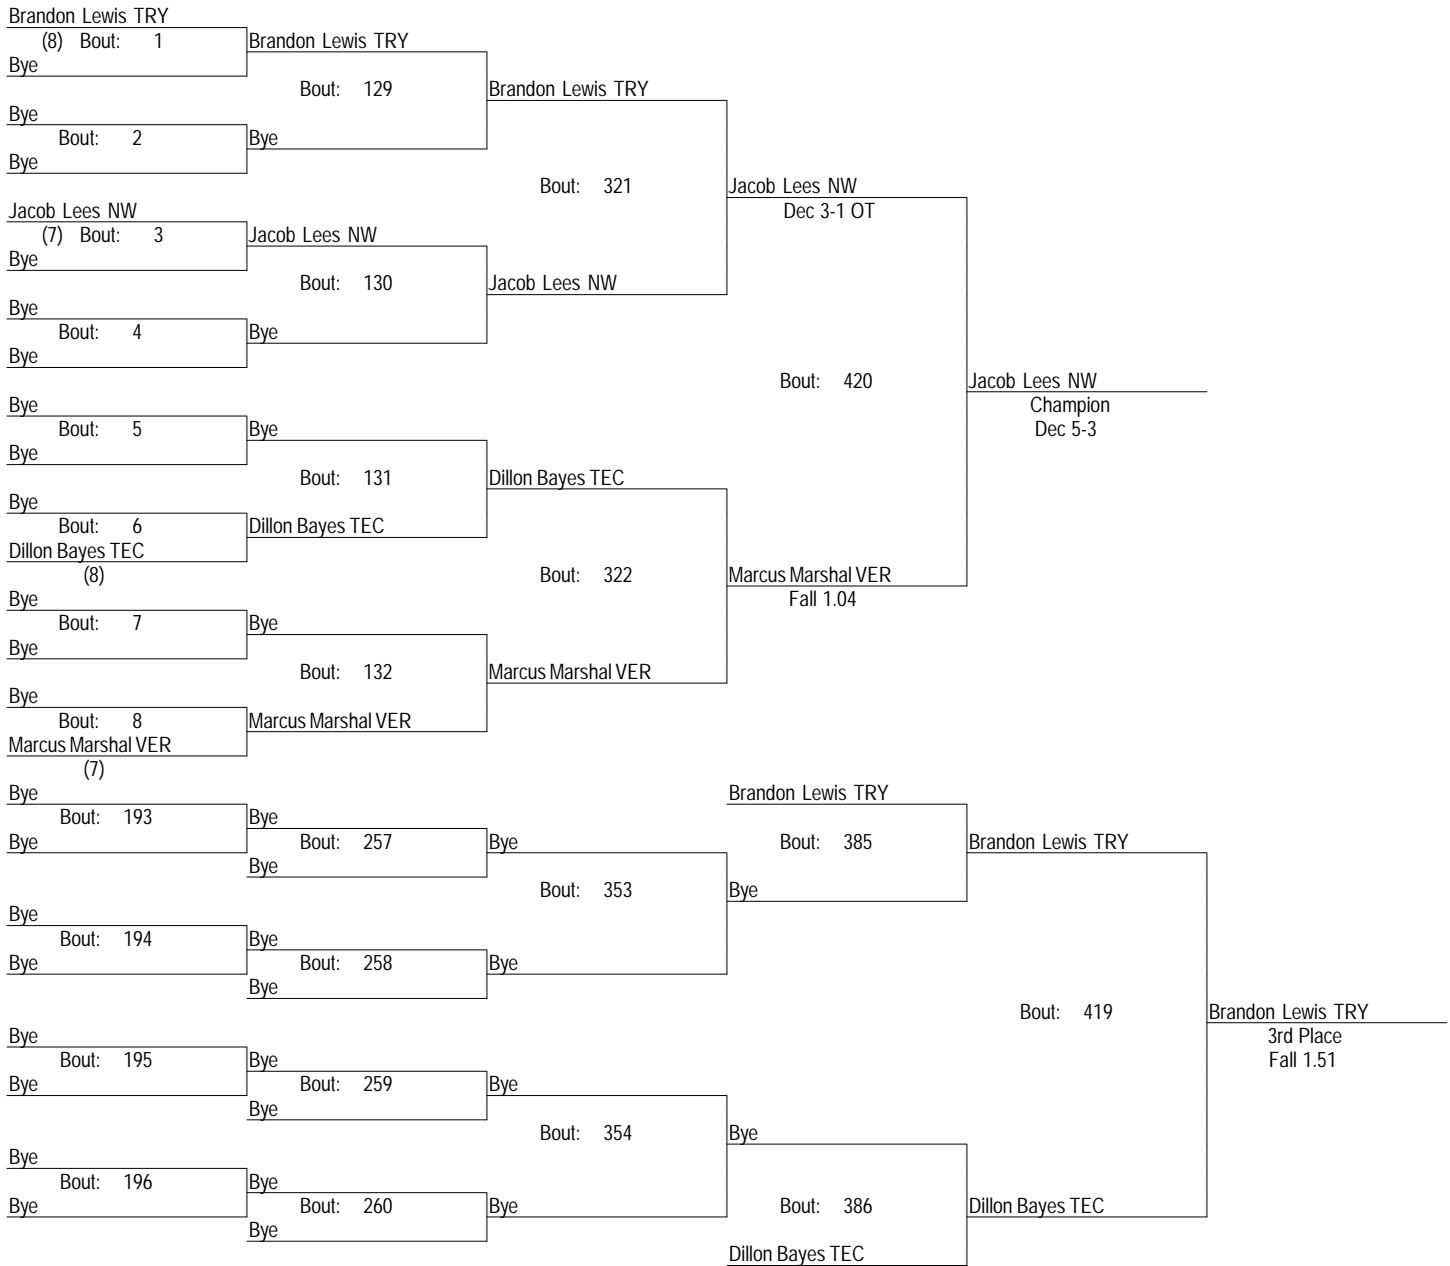 Brandon Lewis TRY
(8) Bout: 1
Brandon Lewis TRY
Bye
Bout: 129
Brandon Lewis TRY
Bye
Bout: 2
Bye
Bye
Bout: 321
Jacob Lees NW
Dec 3-1 OT
Jacob Lees NW
(7) Bout: 3
Jacob Lees NW
Bye
Bout: 130
Jacob Lees NW
Bye
Bout: 4
Bye
Bye
Bout: 420
Jacob Lees NW
Champion
Dec 5-3
Bye
Bout: 5
Bye
Bye
Bout: 131
Dillon Bayes TEC
Bye
Bout: 6
Dillon Bayes TEC
Dillon Bayes TEC
(8)
Bout: 322
Marcus Marshal VER
Fall 1.04
Bye
Bout: 7
Bye
Bye
Bout: 132
Marcus Marshal VER
Bye
Bout: 8
Marcus Marshal VER
Marcus Marshal VER
(7)
Bye
Bout: 193
Bye
Bye
Bout: 257
Bye
Bye
Brandon Lewis TRY
Bout: 385
Brandon Lewis TRY
Bout: 353
Bye
Bye
Bout: 194
Bye
Bye
Bout: 258
Bye
Bye
Bout: 419
Brandon Lewis TRY
3rd Place
Fall 1.51
Bye
Bout: 195
Bye
Bye
Bout: 259
Bye
Bye
Bout: 354
Bye
Bye
Bout: 196
Bye
Bye
Bout: 260
Bye
Bye
Bout: 386
Dillon Bayes TEC
Dillon Bayes TEC